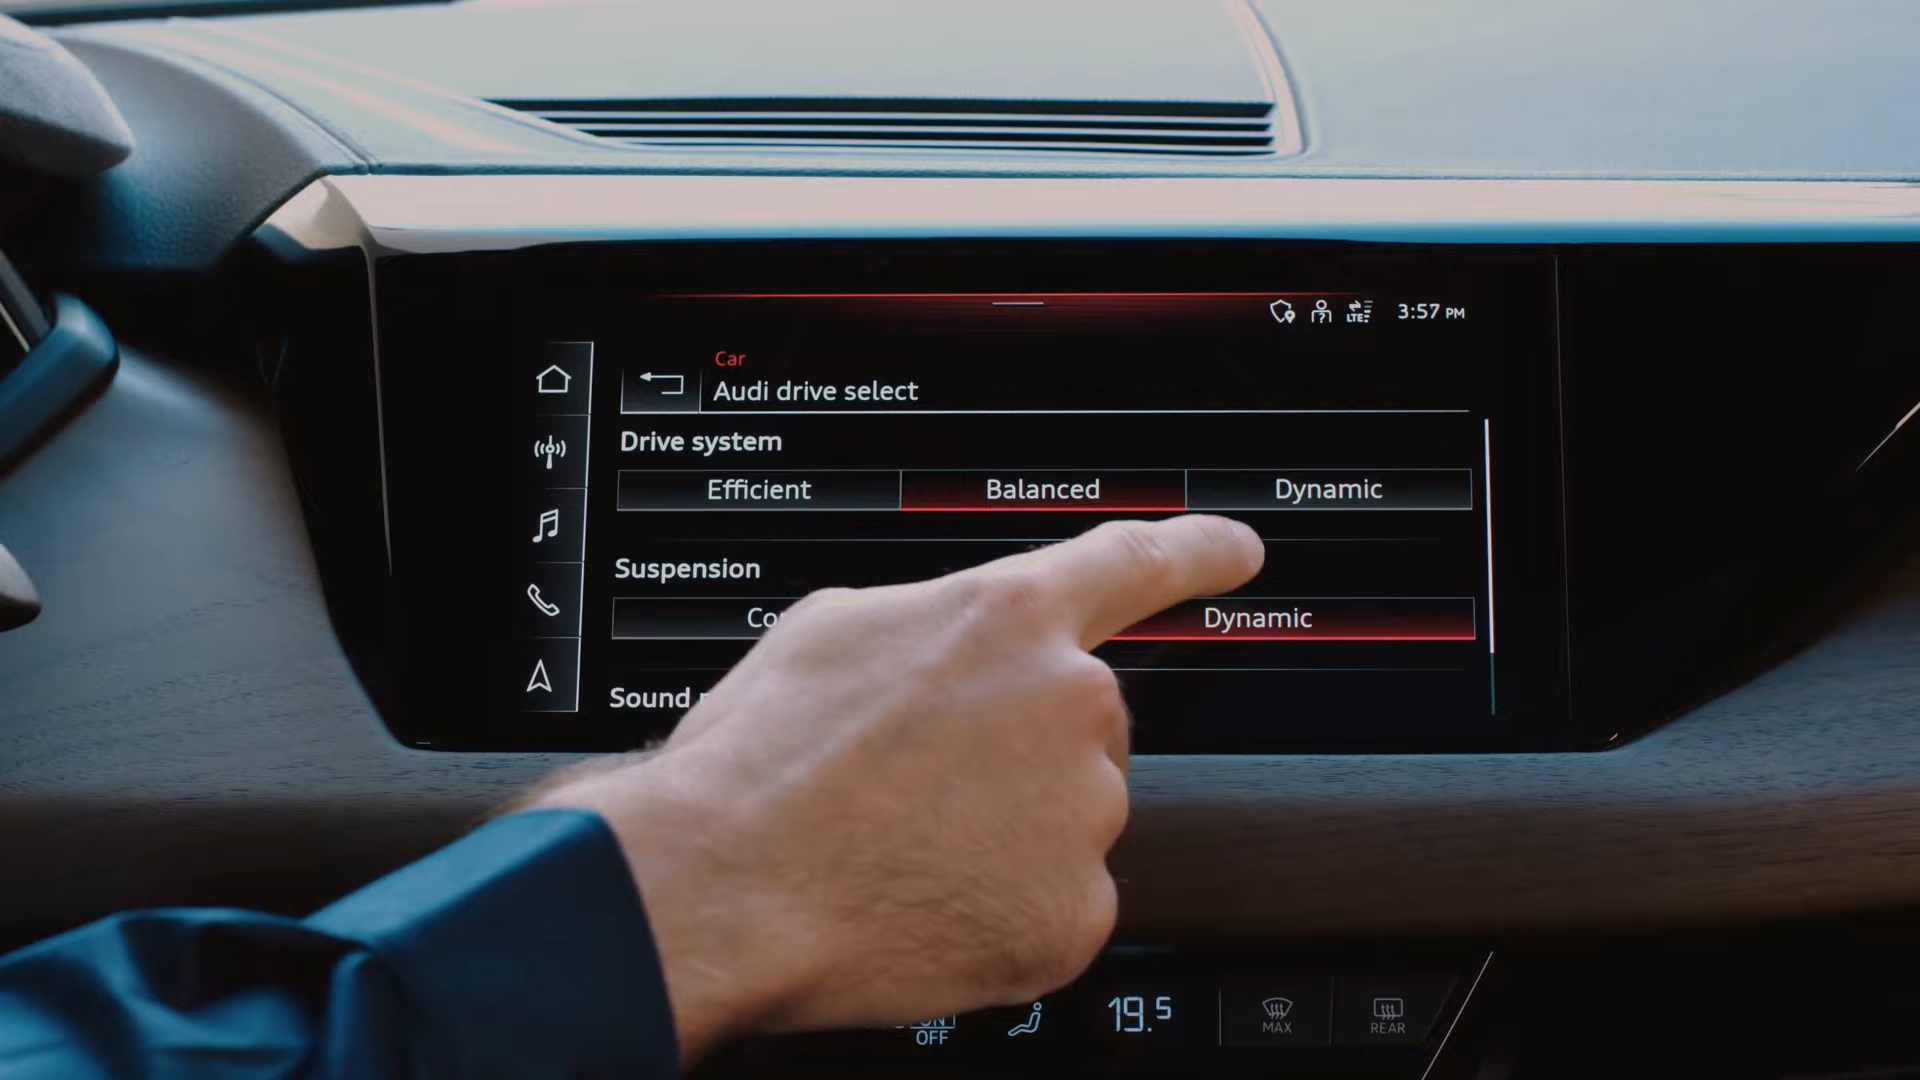 LTE 3:57 PM
Car
Audi drive select
Drive system
Efficient Balanced Dynamic
Suspension
Dynamic
Sound
OFF 19.5 MAX REAR